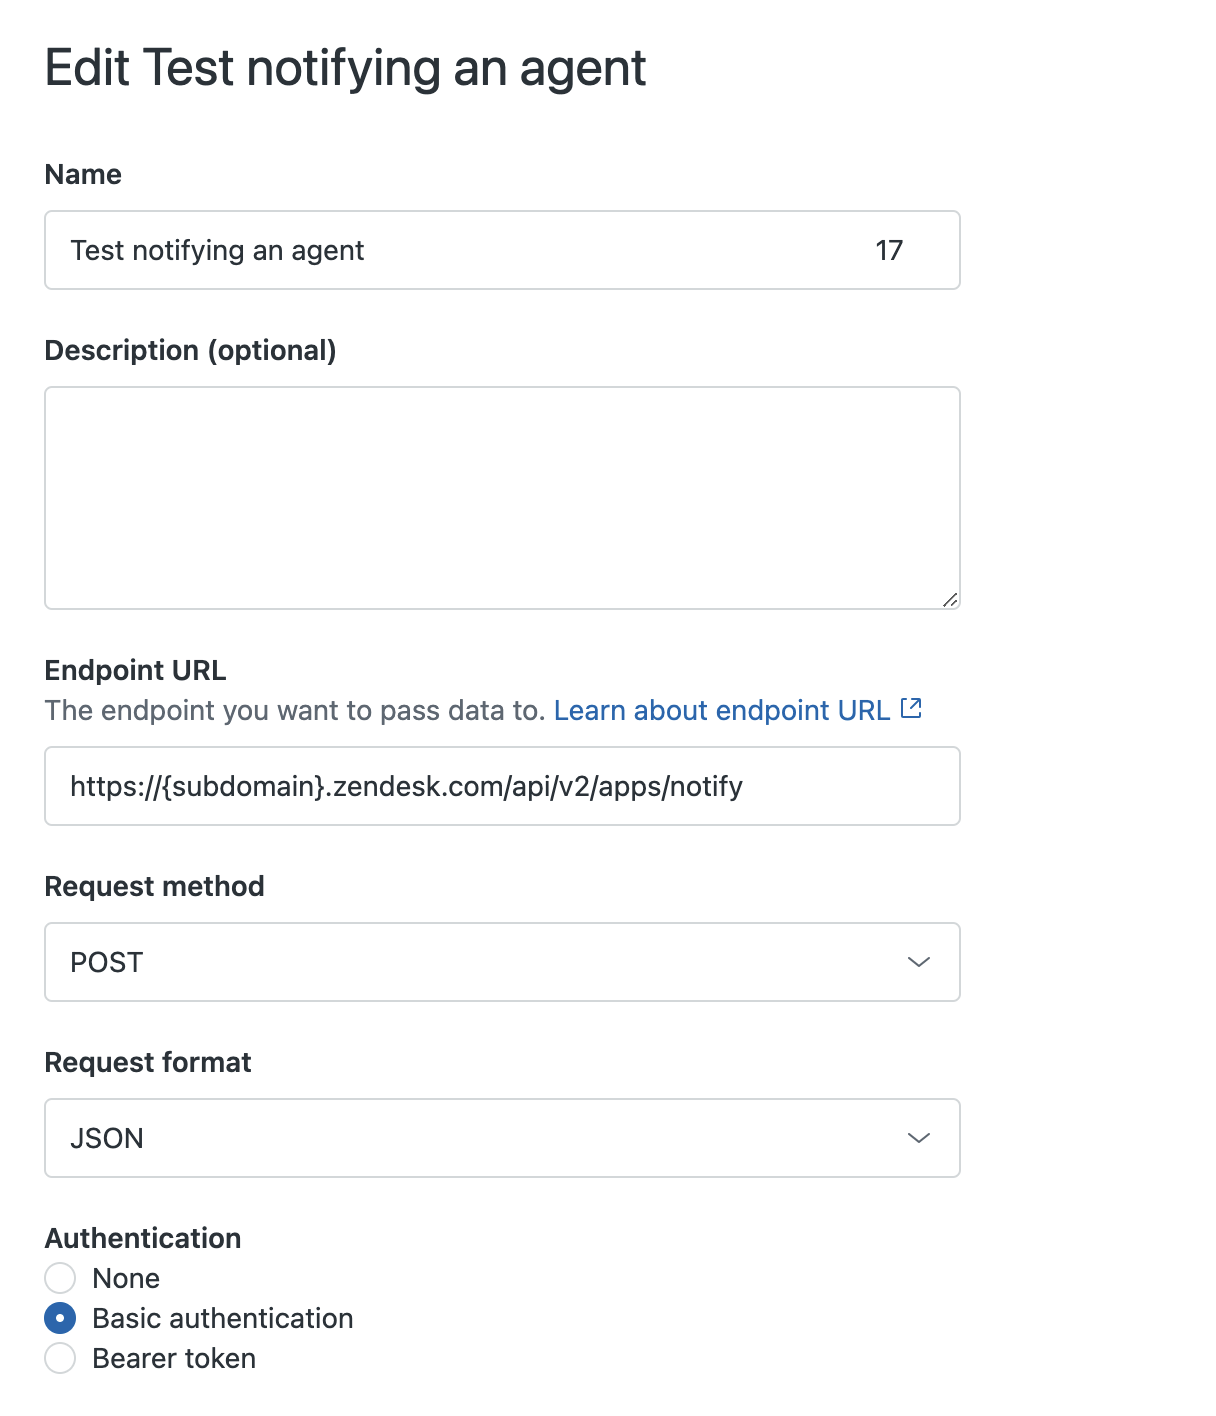 Edit Test notifying an agent
Name
Test notifying an agent 17
Description (optional)
Endpoint URL
The endpoint you want to pass data to. Learn about endpoint URL
https://{subdomain}.zendesk.com/api/v2/apps/notify
Request method
POST
Request format
JSON
Authentication
None
Basic authentication
Bearer token